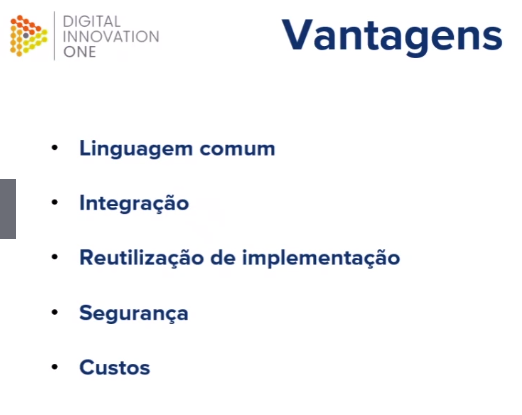 DIGITAL
INNOVATION
ONE
Vantagens
• Linguagem comum
• Integração
• Reutilização de implementação
• Segurança
• Custos